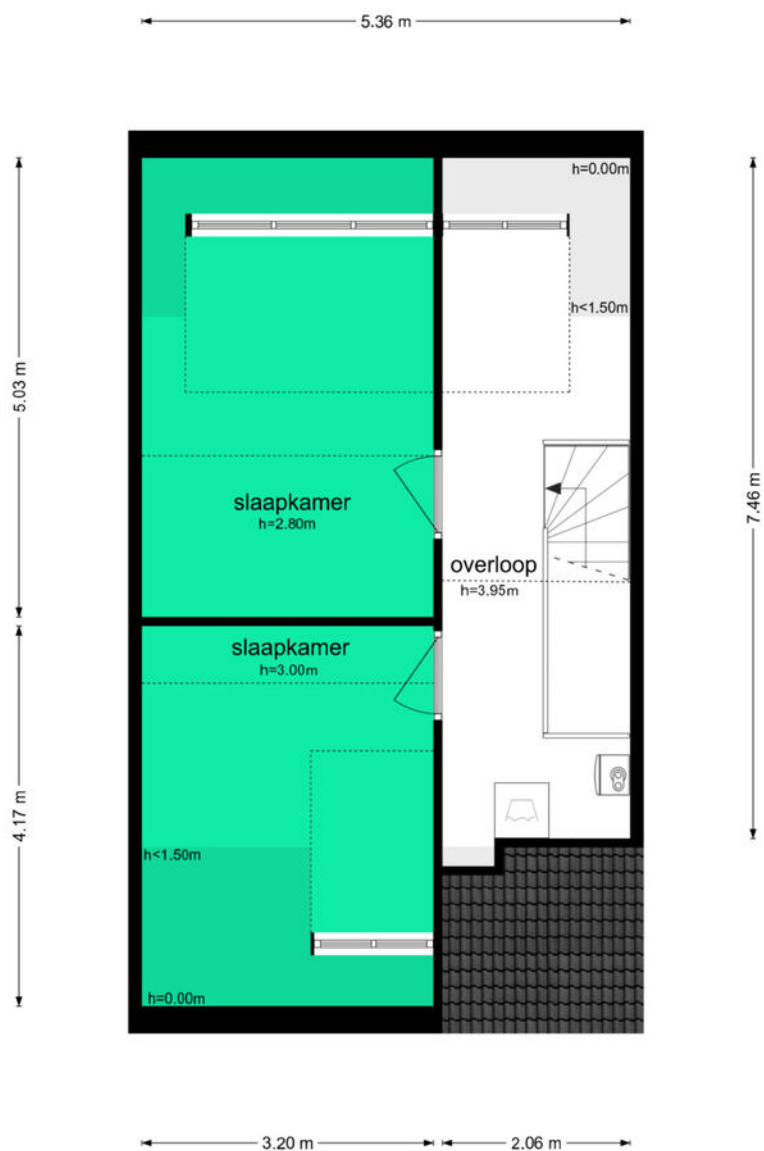 5.36 m
h=0.00m
h<1.50m
5.03 m
7.46 m
slaapkamer
h=2.80m
overloop
h=3.95m
slaapkamer
h=3.00m
4.17 m
h<1.50m
h=0.00m
3.20 m
2.06 m